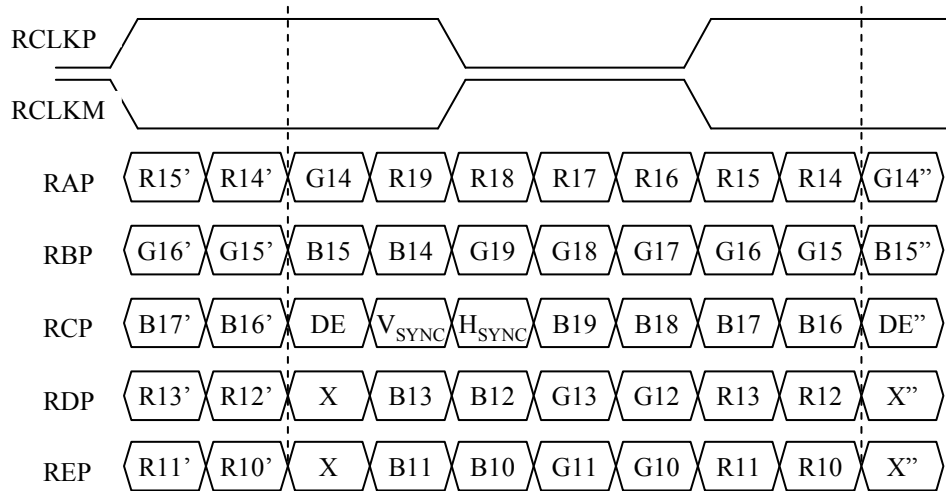 RCLKP
RCLKM
RAP R15’ R14’ G14 R19 R18 R17 R16 R15 R14 G14”
RBP G16’ G15’ B15 B14 G19 G18 G17 G16 G15 B15”
RCP B17’ B16’ DE VSYNC HSYNC B19 B18 B17 B16 DE”
RDP R13’ R12’ X B13 B12 G13 G12 R13 R12 X”
REP R11’ R10’ X B11 B10 G11 G10 R11 R10 X”